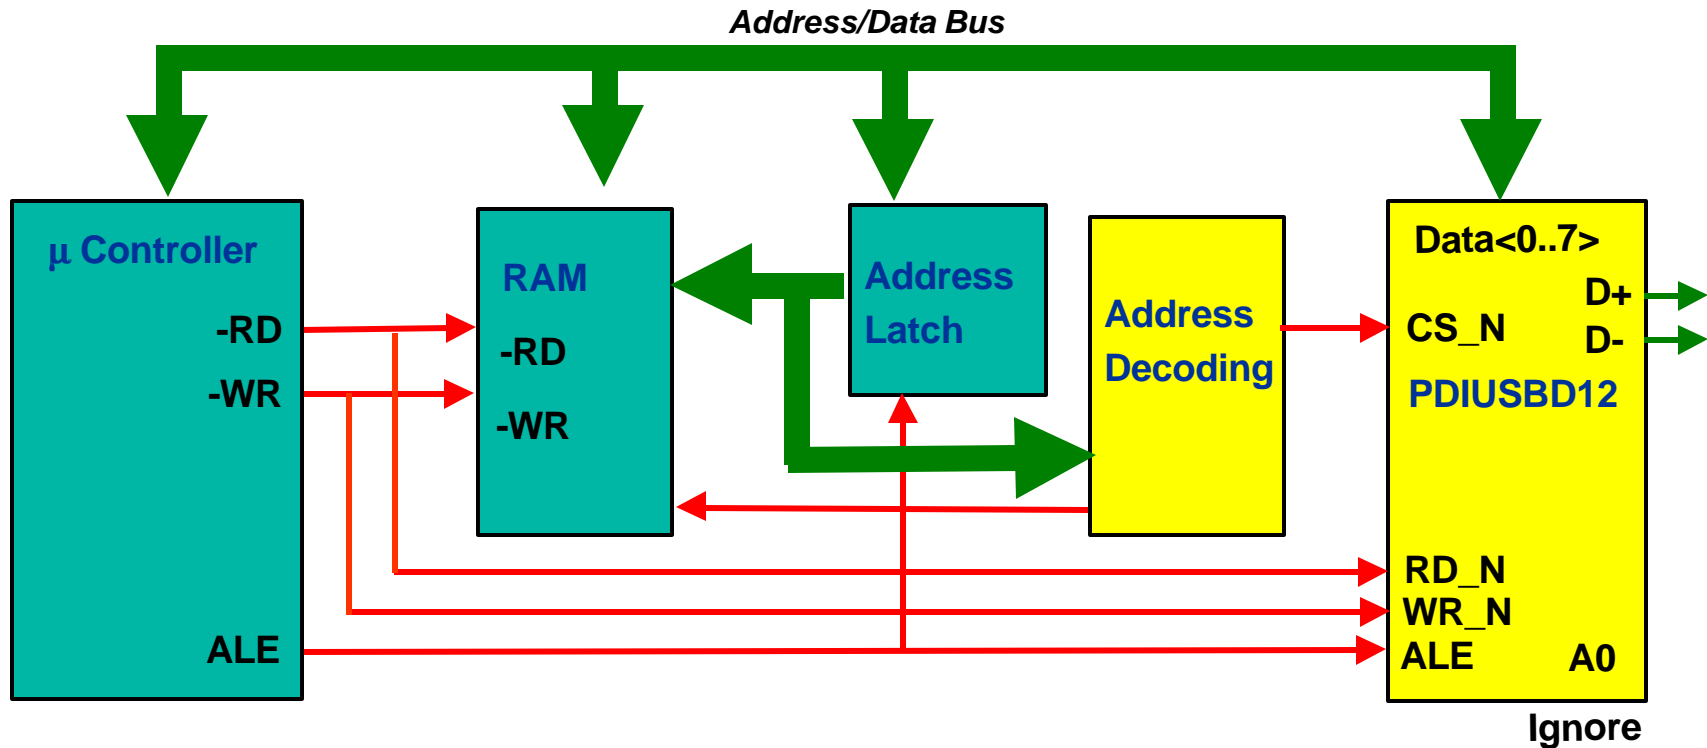 Address/Data Bus
µ Controller
-RD
-WR
ALE
RAM
-RD
-WR
Address
Latch
Address
Decoding
Data<0..7>
D+
CS_N
D-
PDIUSBD12
RD_N
WR_N
ALE
A0
Ignore